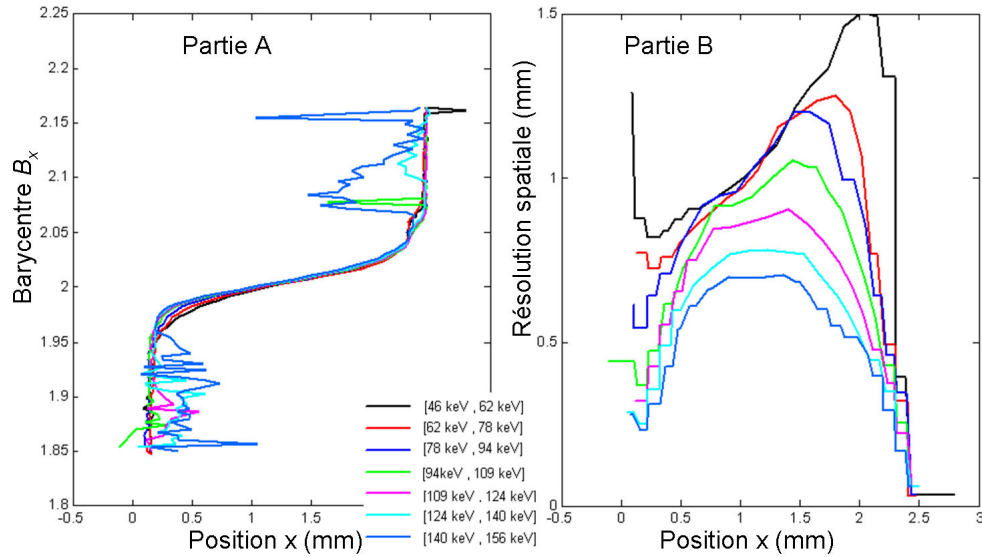 Partie A
Barycentre Bx
2.25
2.2
2.15
2.1
2.05
2
1.95
1.9
1.85
1.8
-0.5
0
0.5
1
1.5
2
Position x (mm)
[46 keV , 62 keV]
[62 keV , 78 keV]
[78 keV , 94 keV]
[94keV , 109 keV]
[109 keV , 124 keV]
[124 keV , 140 keV]
[140 keV , 156 keV]
Partie B
Résolution spatiale (mm)
1.5
1
0.5
0
-0.5
0
0.5
1
1.5
2
2.5
3
Position x (mm)